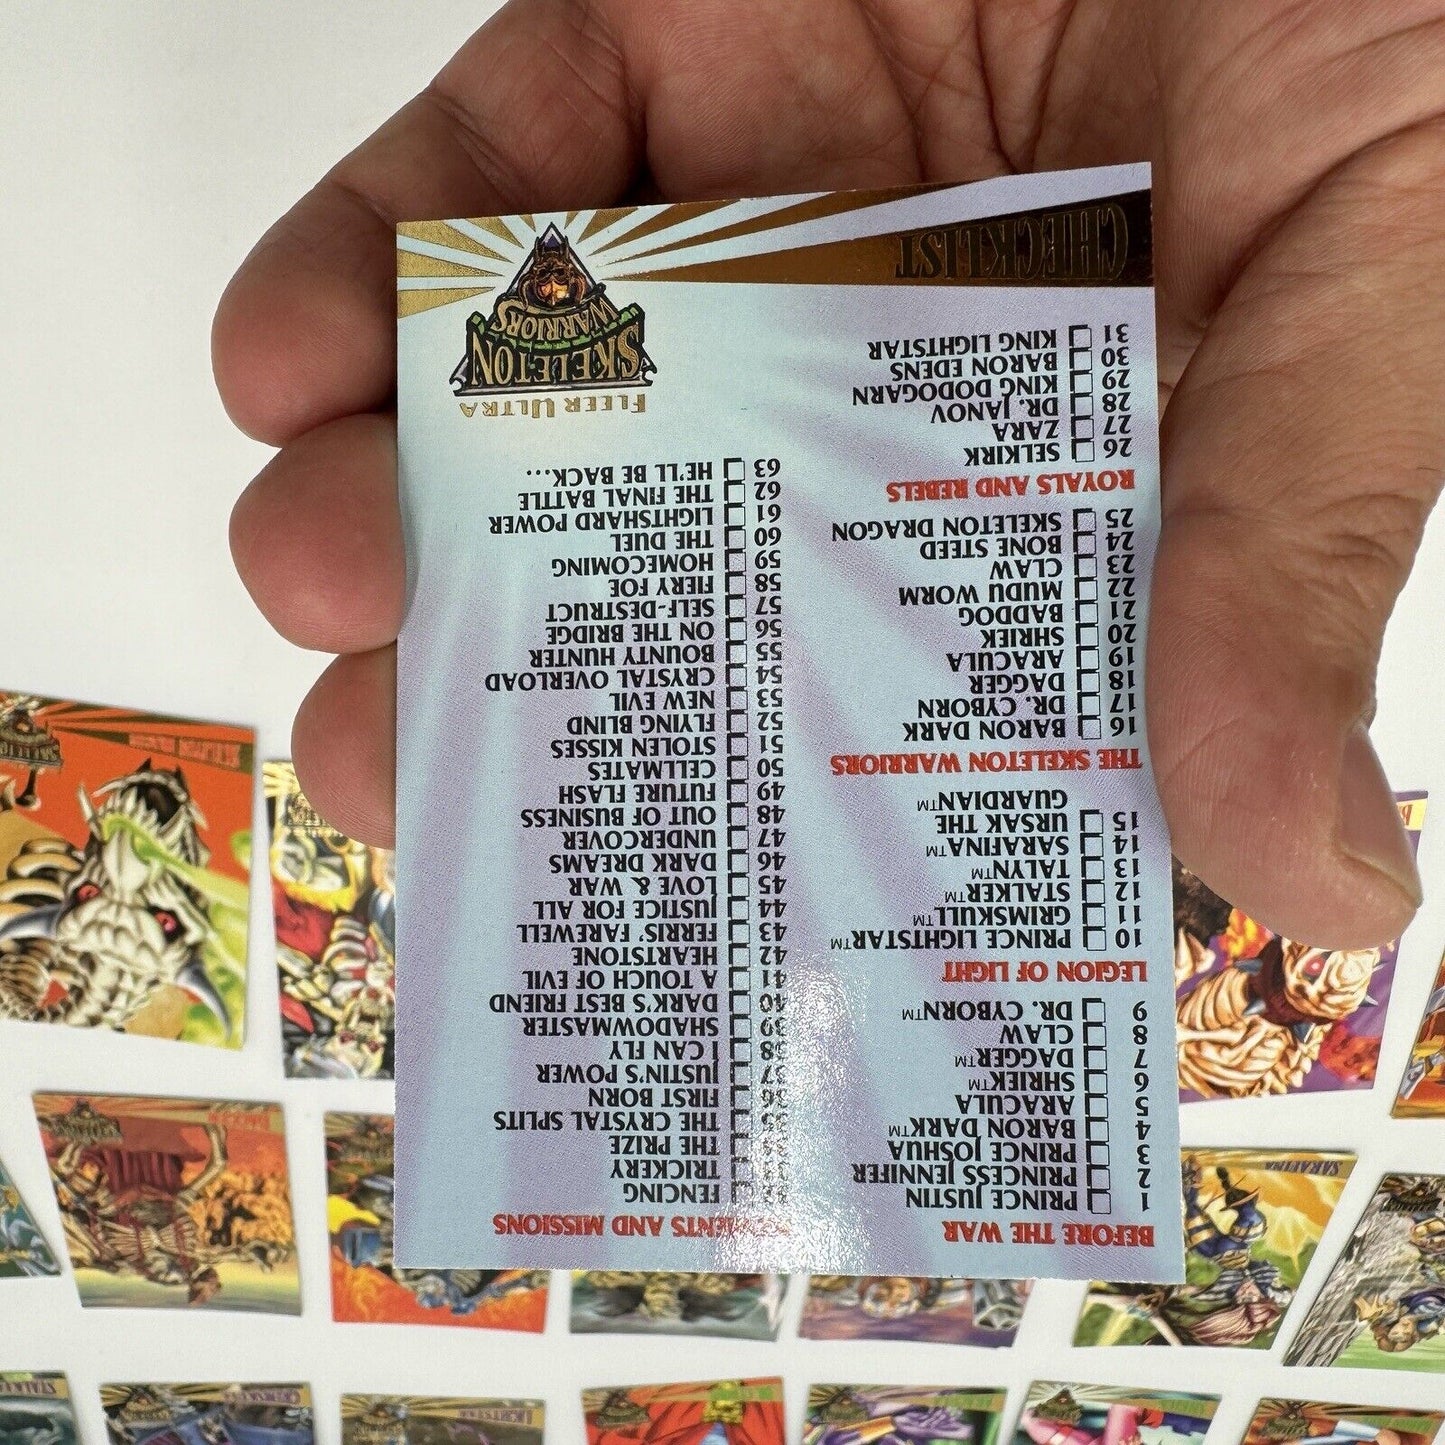 BEFORE THE WAR
1 PRINCE JUSTIN
2 PRINCESS JENNIFER
3 PRINCE JOSHUA
4 BARON DARK™
5 ARACULA
6 SHRIEK™
7 DAGGER™
8 CLAW
9 DR. CYBORN™
LEGION OF LIGHT
10 PRINCE LIGHTSTAR™
11 GRIMSKULL™
12 STALKER™
13 TALYN™
14 SARAFINA™
15 URSAK THE
GUARDIAN™
THE SKELETON WARRIORS
16 BARON DARK
17 DR. CYBORN
18 DAGGER
19 ARACULA
20 SHRIEK
21 BADDOG
22 MUDU WORM
23 CLAW
24 BONE STEED
25 SKELETON DRAGON
ROYALS AND REBELS
26 SELKIRK
27 ZARA
28 DR. JANOV
29 KING DODOGARN
30 BARON EDENS
31 KING LIGHTSTAR
AND MISSIONS
32 FENCING
33 TRICKERY
34 THE PRIZE
35 THE CRYSTAL SPLITS
36 FIRST BORN
37 JUSTIN'S POWER
38 I CAN FLY
39 SHADOWMASTER
40 DARK'S BEST FRIEND
41 A TOUCH OF EVIL
42 HEARTSTONE
43 FERRIS' FAREWELL
44 JUSTICE FOR ALL
45 LOVE & WAR
46 DARK DREAMS
47 UNDERCOVER
48 OUT OF BUSINESS
49 FUTURE FLASH
50 CELLMATES
51 STOLEN KISSES
52 FLYING BLIND
53 NEW EVIL
54 CRYSTAL OVERLOAD
55 BOUNTY HUNTER
56 ON THE BRIDGE
57 SELF-DESTRUCT
58 FIERY FOE
59 HOMECOMING
60 THE DUEL
61 LIGHTSHARD POWER
62 THE FINAL BATTLE
63 HE'LL BE BACK...
FLEER ULTRA
SKELETON
WARRIORS
CHECKLIST
SARAFINA
LIGHTSTAR